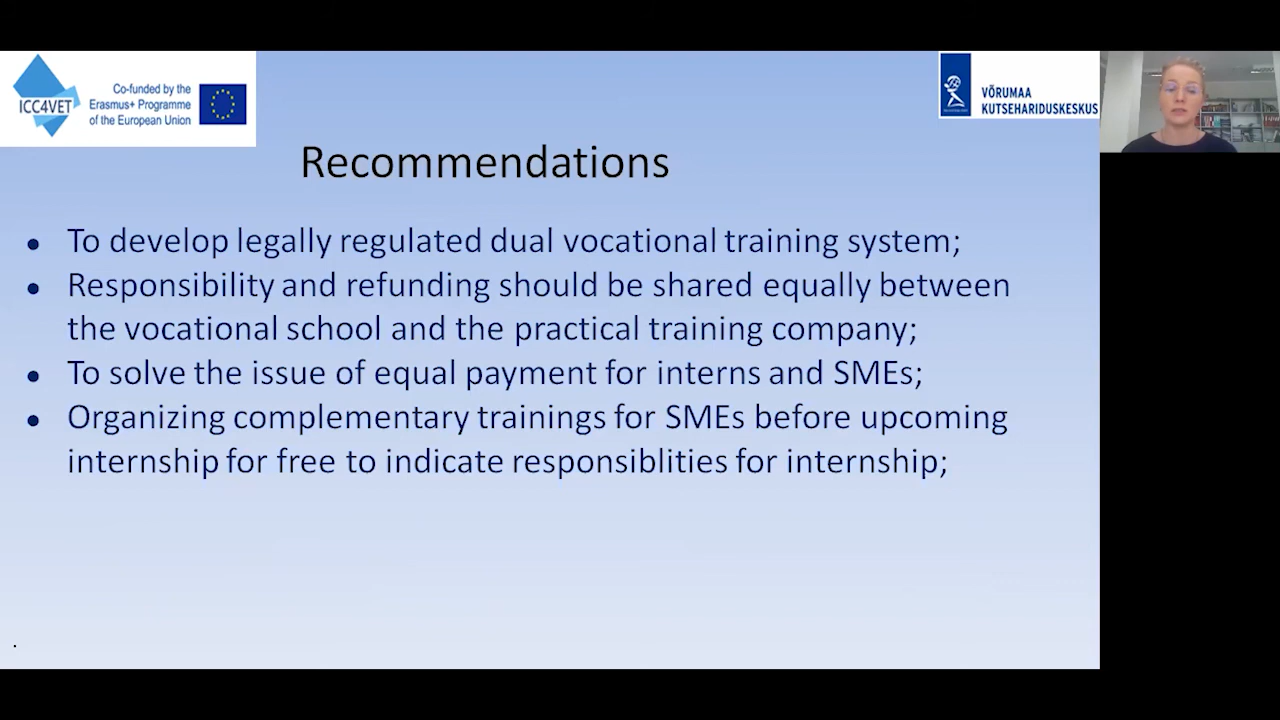 ICC4VET
Co-funded by the
Erasmus+ Programme
of the European Union
VÕRUMAA
KUTSEHARIDUSKESKUS
Recommendations
• To develop legally regulated dual vocational training system;
• Responsibility and refunding should be shared equally between
the vocational school and the practical training company;
• To solve the issue of equal payment for interns and SMEs;
• Organizing complementary trainings for SMEs before upcoming
internship for free to indicate responsiblities for internship;
.